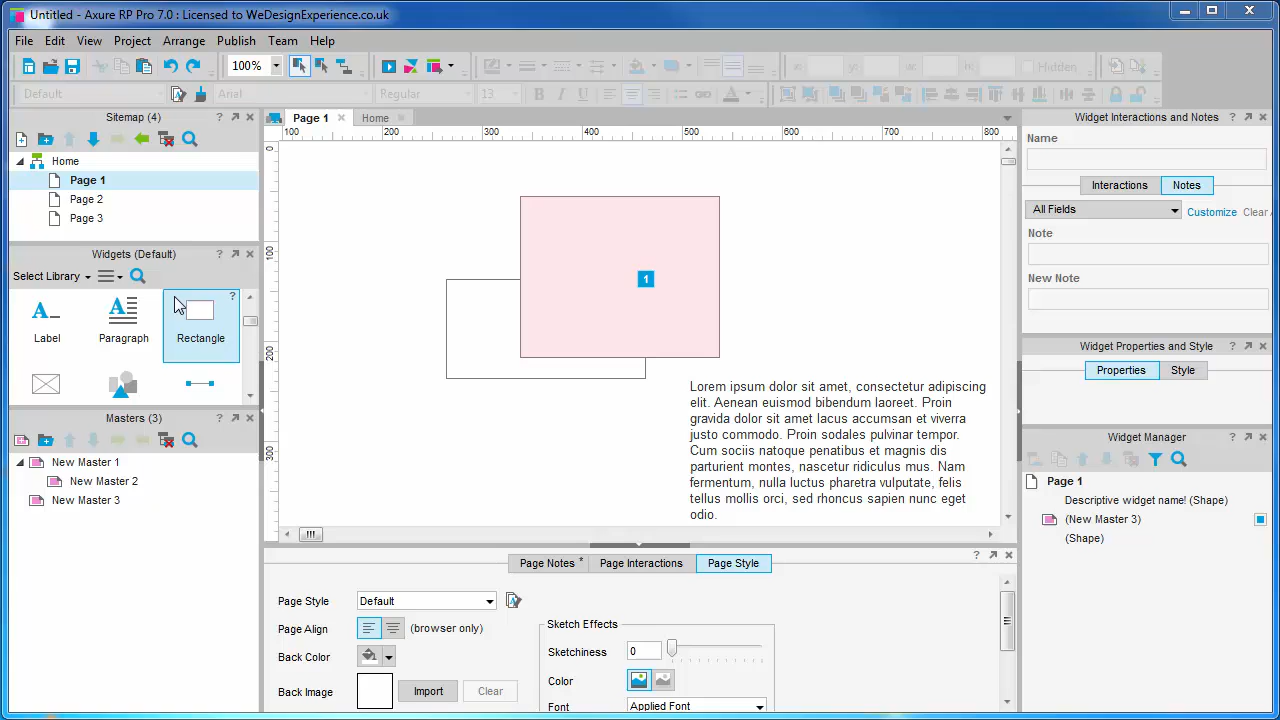 Untitled - Axure RP Pro 7.0 : Licensed to WeDesignExperience.co.uk
File Edit View Project Arrange Publish Team Help
100% Hidden
Default Arial Regular 13
Sitemap (4)
Home
Page 1
Page 2
Page 3
Widgets (Default)
Select Library
Label Paragraph Rectangle
Masters (3)
New Master 1
New Master 2
New Master 3
Page 1 Home
100 200 300 400 500 600 700 800
0
100
200
300
1
Lorem ipsum dolor sit amet, consectetur adipiscing
elit. Aenean euismod bibendum laoreet. Proin
gravida dolor sit amet lacus accumsan et viverra
justo commodo. Proin sodales pulvinar tempor.
Cum sociis natoque penatibus et magnis dis
parturient montes, nascetur ridiculus mus. Nam
fermentum, nulla luctus pharetra vulputate, felis
tellus mollis orci, sed rhoncus sapien nunc eget
odio.
Page Notes * Page Interactions Page Style
Page Style Default
Page Align (browser only)
Back Color
Back Image Import Clear
Sketch Effects
Sketchiness 0
Color
Font Applied Font
Widget Interactions and Notes
Name
Interactions Notes
All Fields Customize Clear
Note
New Note
Widget Properties and Style
Properties Style
Widget Manager
Page 1
Descriptive widget name! (Shape)
(New Master 3)
(Shape)